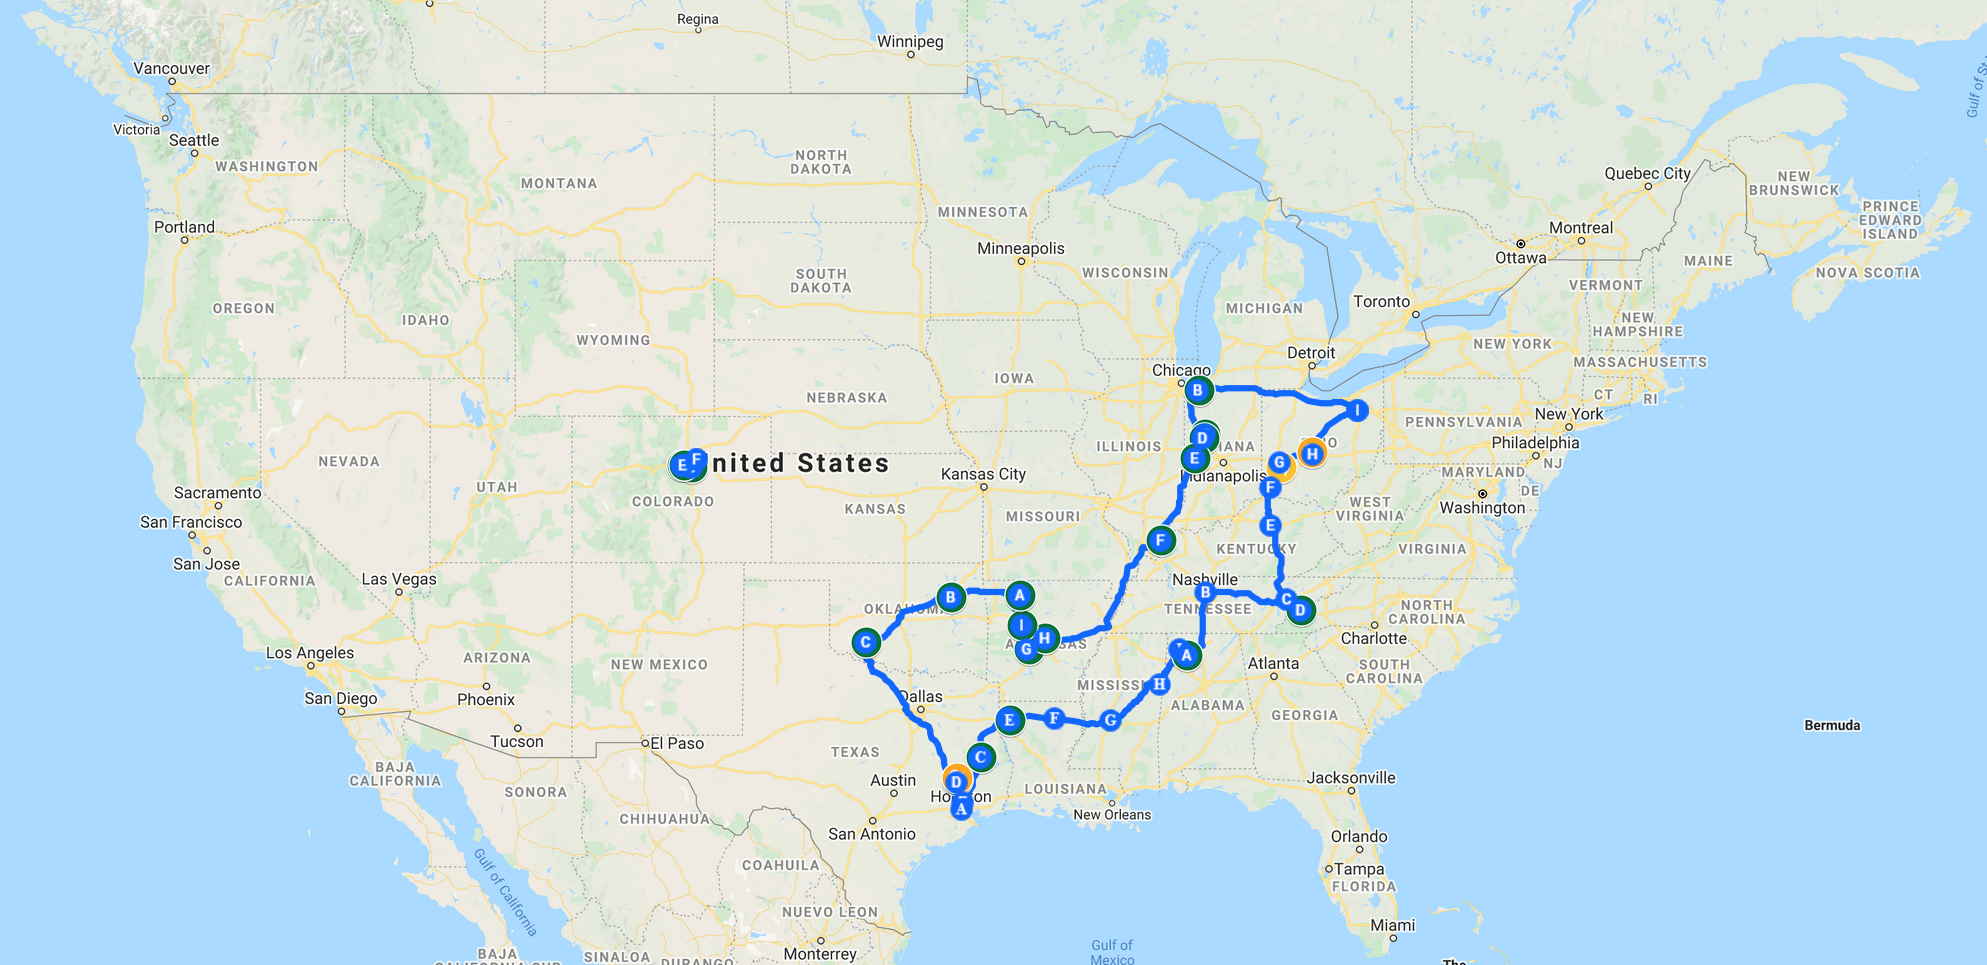 Regina
Winnipeg
Vancouver
Victoria
Seattle
WASHINGTON
Portland
MONTANA
NORTH
DAKOTA
MINNESOTA
Minneapolis
SOUTH
DAKOTA
WISCONSIN
OREGON
IDAHO
WYOMING
Quebec City
NEW
BRUNSWICK
PRINCE
EDWARD
ISLAND
Montreal
Ottawa
MAINE
NOVA SCOTIA
Toronto
VERMONT
MICHIGAN
NEW
HAMPSHIRE
NEW YORK
Detroit
MASSACHUSETTS
Chicago
IOWA
NEBRASKA
CT
RI
New York
PENNSYLVANIA
Philadelphia
NJ
B
I
D
E
ILLINOIS
Indianapolis
G
H
F
E
MARYLAND
DE
Washington
WEST
VIRGINIA
VIRGINIA
KENTUCKY
NEVADA
UTAH
E
F
nited States
COLORADO
Kansas City
KANSAS
MISSOURI
Sacramento
San Francisco
San Jose
CALIFORNIA
Las Vegas
F
Nashville
B
TENNESSEE
C
D
NORTH
CAROLINA
Charlotte
B
A
OKLAHOMA
I
H
G
C
Los Angeles
ARIZONA
NEW MEXICO
Phoenix
San Diego
Tucson
El Paso
Dallas
A
Atlanta
SOUTH
CAROLINA
H
ALABAMA
GEORGIA
E
F
G
Bermuda
TEXAS
C
Austin
D
A
LOUISIANA
New Orleans
Jacksonville
San Antonio
BAJA
CALIFORNIA
SONORA
CHIHUAHUA
COAHUILA
Orlando
Tampa
FLORIDA
Gulf of California
NUEVO LEON
Monterrey
Miami
BAJA
SINALOA
DURANGO
Gulf of
Mexico
The